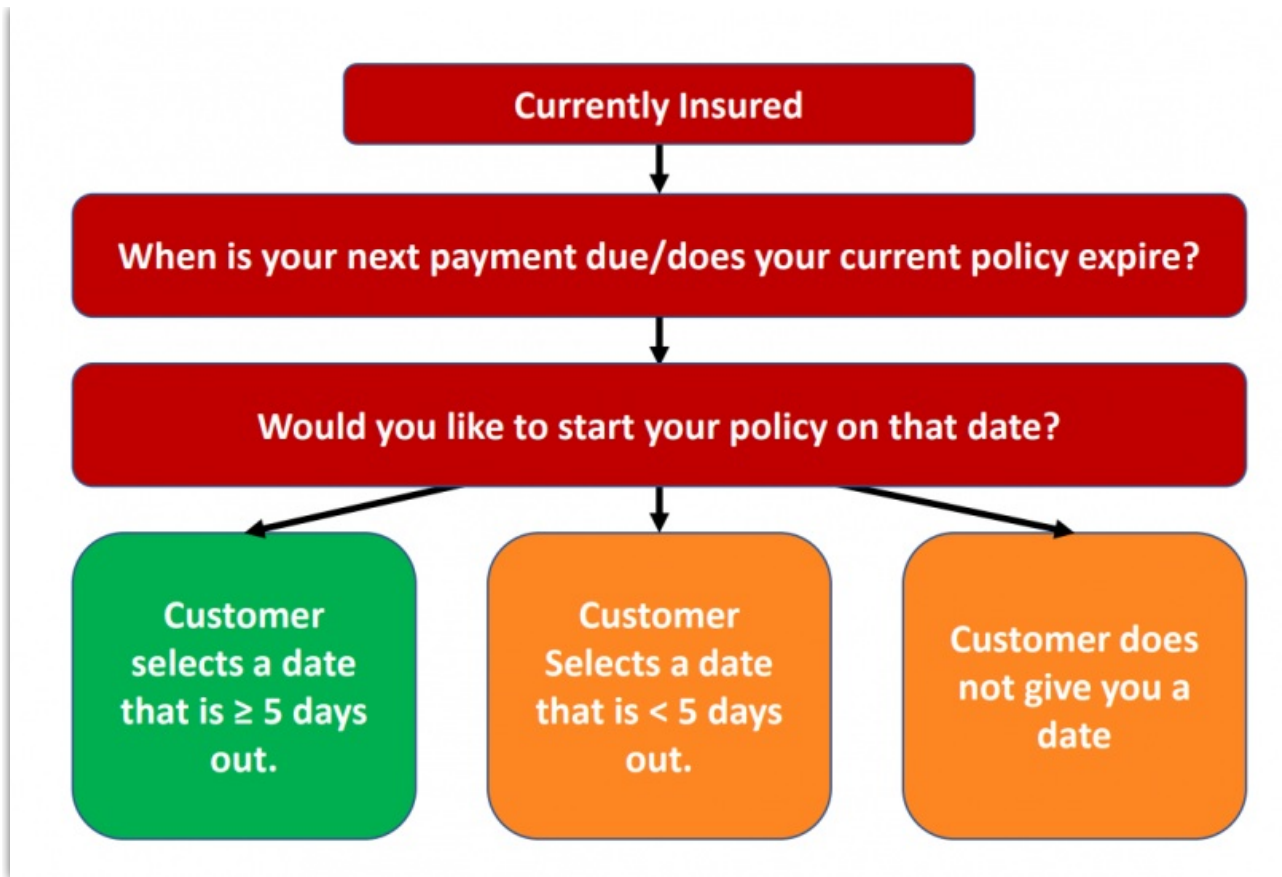 Currently Insured
When is your next payment due/does your current policy expire?
Would you like to start your policy on that date?
Customer
selects a date
that is ≥ 5 days
out.
Customer
Selects a date
that is < 5 days
out.
Customer does
not give you a
date